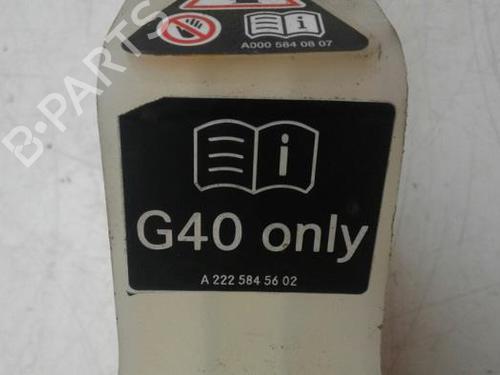 A000 584 08 07
i
i
G40 only
A 222 584 56 02
B-PARTS